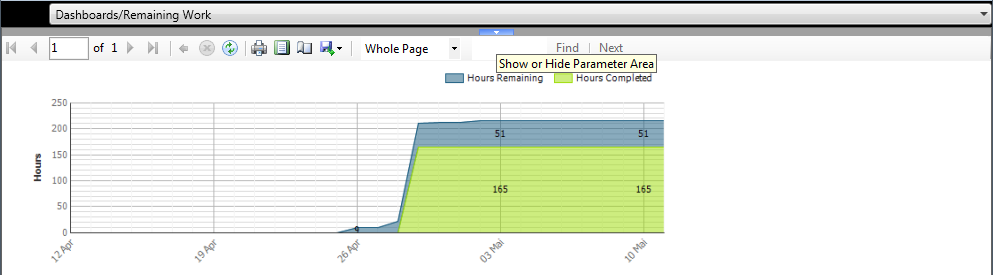 Dashboards/Remaining Work
1 of 1 Whole Page Find | Next
Show or Hide Parameter Area
Hours Remaining Hours Completed
250
200
150
100
50
0
Hours
51 51
165 165
9
12 Apr 19 Apr 26 Apr 03 Mai 10 Mai